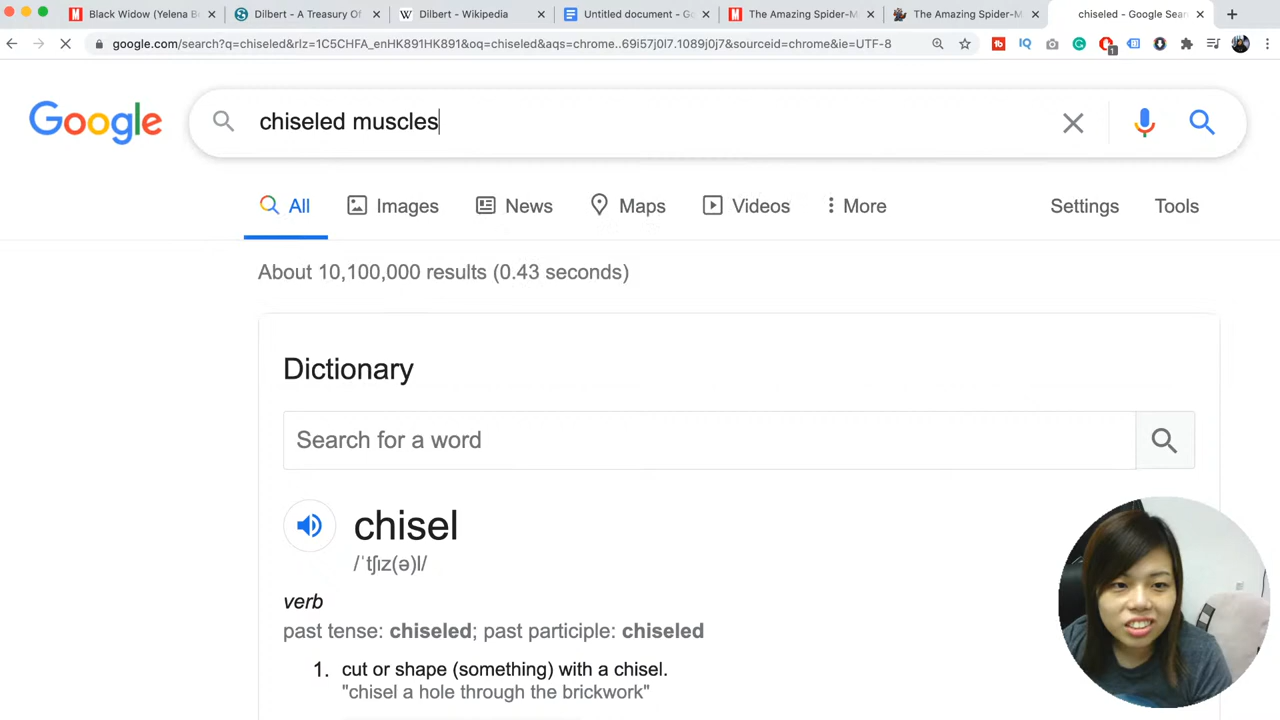 Black Widow (Yelena Be
Dilbert - A Treasury Of
Dilbert - Wikipedia
Untitled document - Go
The Amazing Spider-M
The Amazing Spider-M
chiseled - Google Sear
google.com/search?q=chiseled&rlz=1C5CHFA_enHK891HK891&oq=chiseled&aqs=chrome..69i57j0l7.1089j0j7&sourceid=chrome&ie=UTF-8
Google
chiseled muscles
All
Images
News
Maps
Videos
More
Settings
Tools
About 10,100,000 results (0.43 seconds)
Dictionary
Search for a word
chisel
/ˈtʃɪz(ə)l/
verb
past tense: chiseled; past participle: chiseled
1. cut or shape (something) with a chisel.
"chisel a hole through the brickwork"